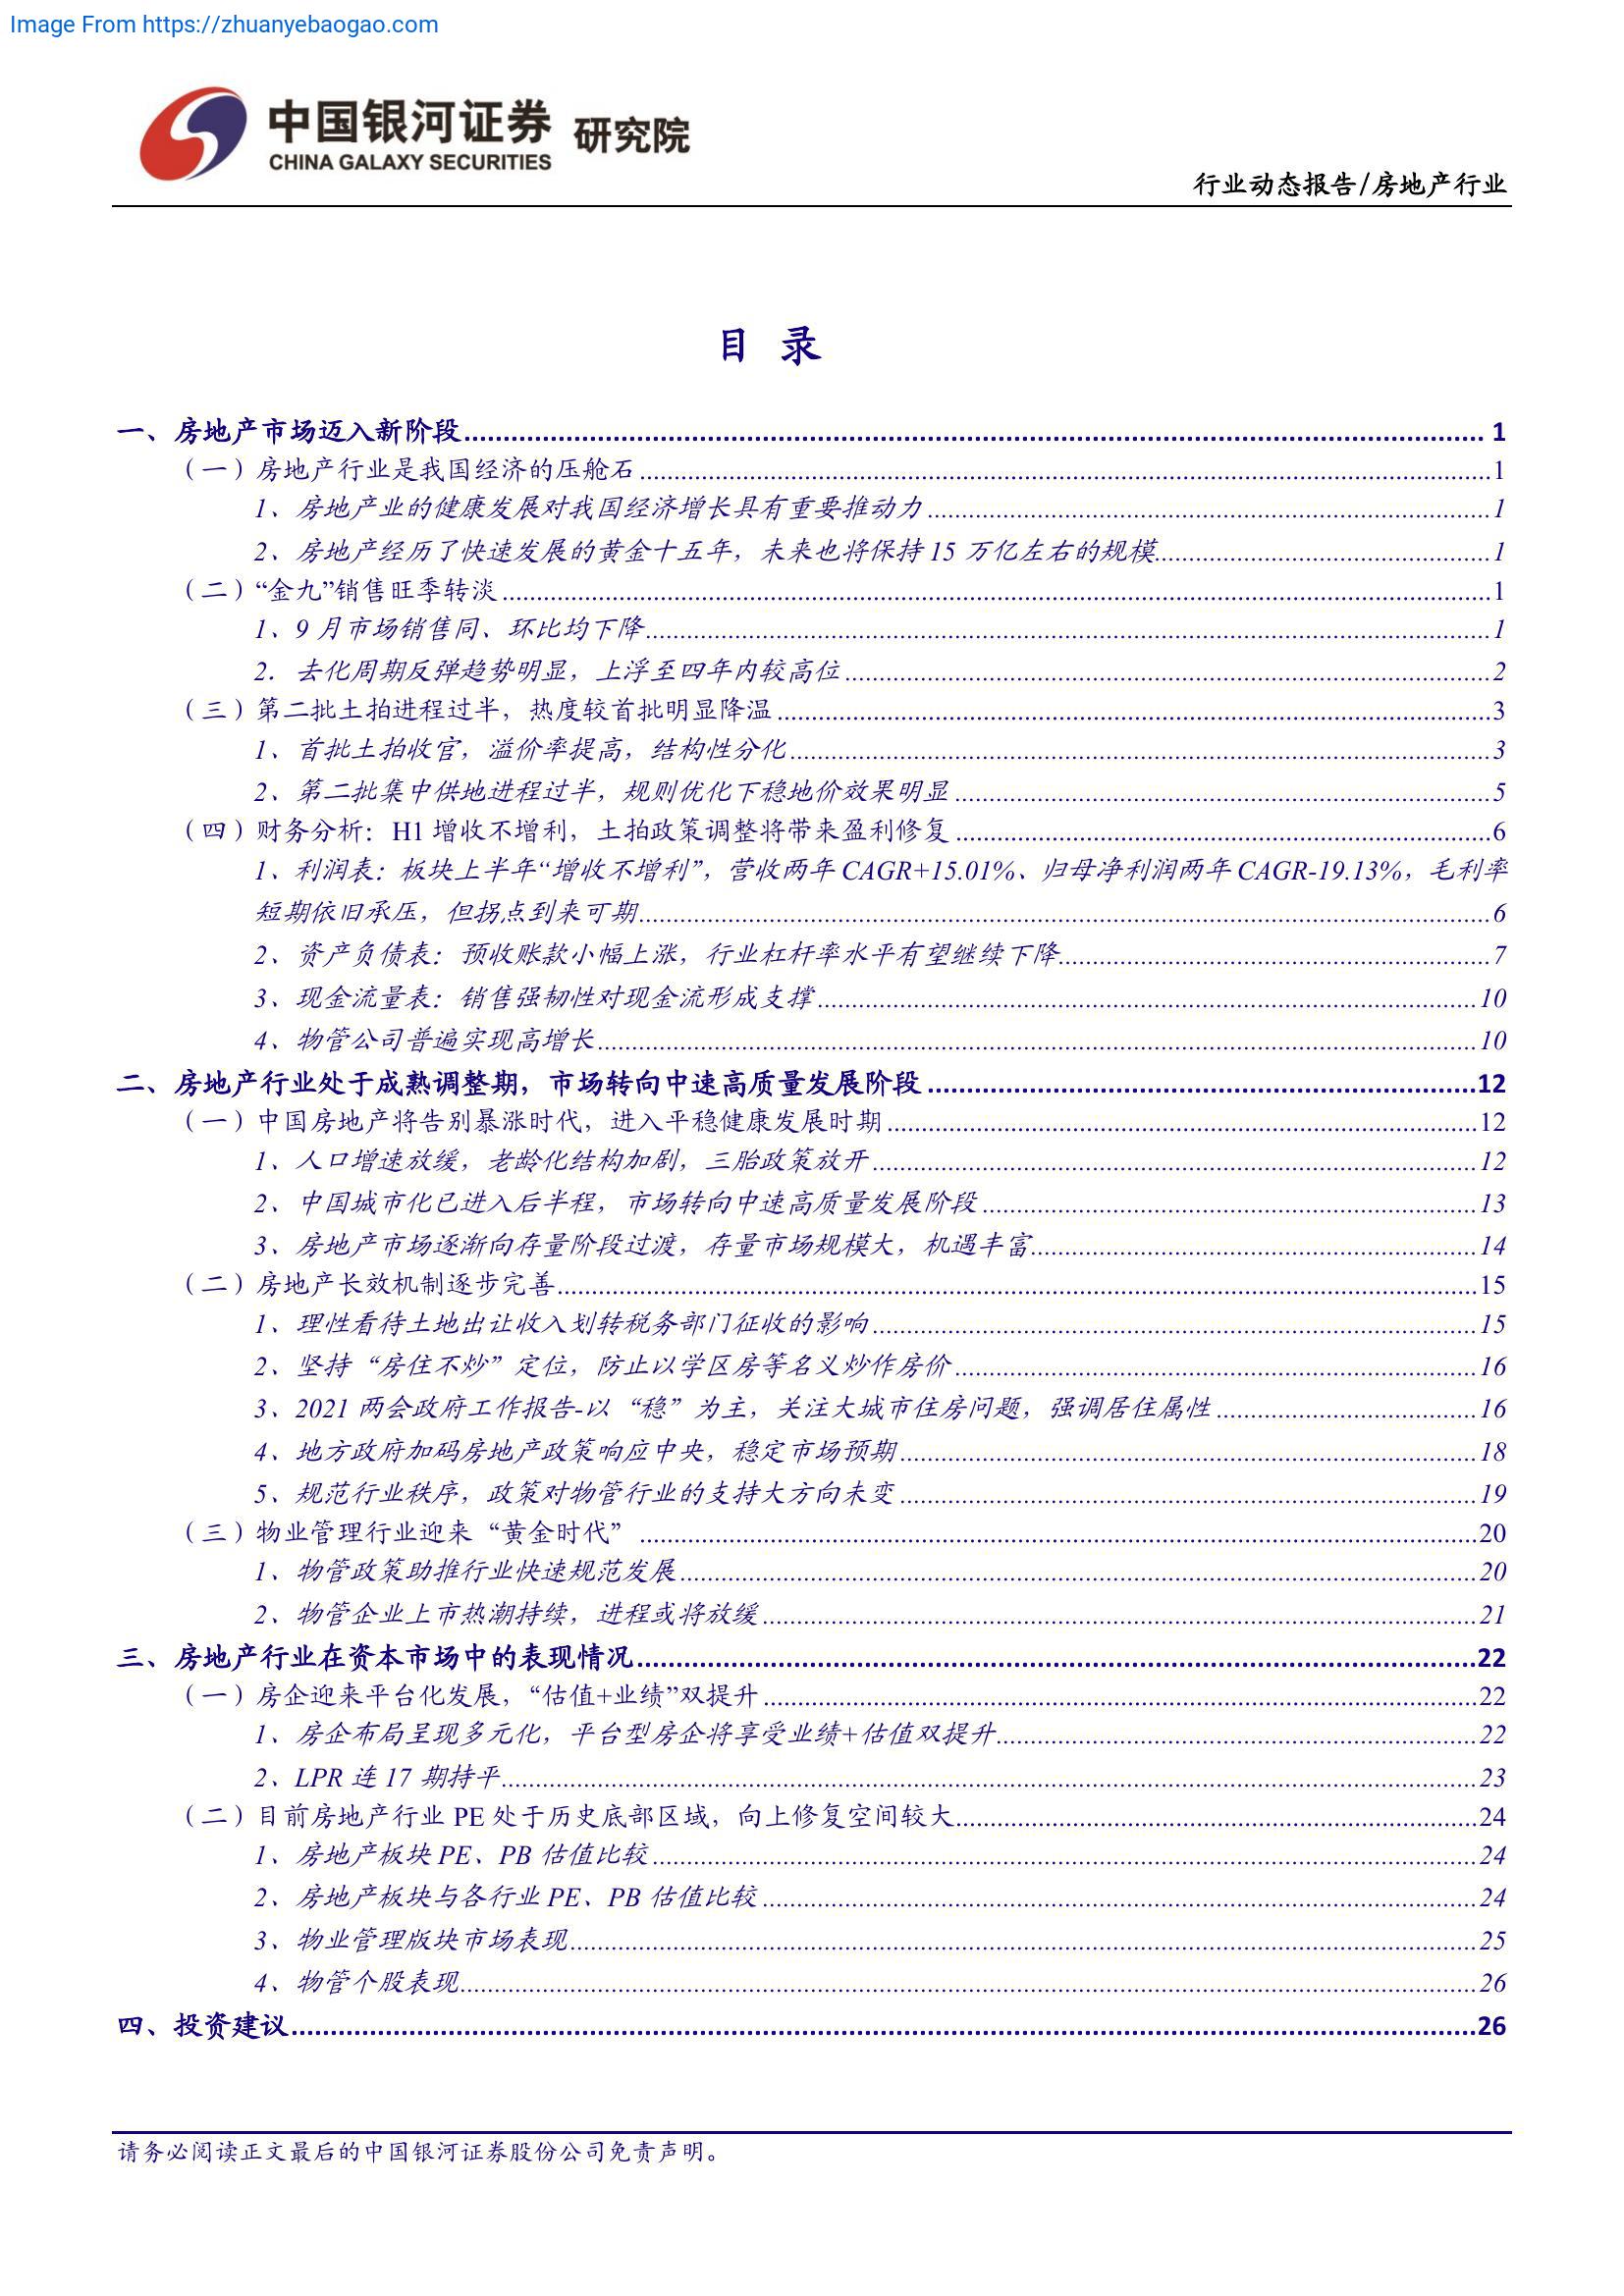 Image From https://zhuanyebaogao.com
中国银河证券 研究院
CHINA GALAXY SECURITIES
行业动态报告/房地产行业
目 录
一、房地产市场迈入新阶段 1
（一）房地产行业是我国经济的压舱石 1
1、房地产业的健康发展对我国经济增长具有重要推动力 1
2、房地产经历了快速发展的黄金十五年，未来也将保持 15 万亿左右的规模 1
（二）“金九”销售旺季转淡 1
1、9 月市场销售同、环比均下降 1
2. 去化周期反弹趋势明显，上浮至四年内较高位 2
（三）第二批土拍进程过半，热度较首批明显降温 3
1、首批土拍收官，溢价率提高，结构性分化 3
2、第二批集中供地进程过半，规则优化下稳地价效果明显 5
（四）财务分析：H1 增收不增利，土拍政策调整将带来盈利修复 6
1、利润表：板块上半年“增收不增利”，营收两年 CAGR+15.01%、归母净利润两年 CAGR-19.13%，毛利率
短期依旧承压，但拐点到来可期 6
2、资产负债表：预收账款小幅上涨，行业杠杆率水平有望继续下降 7
3、现金流量表：销售强韧性对现金流形成支撑 10
4、物管公司普遍实现高增长 10
二、房地产行业处于成熟调整期，市场转向中速高质量发展阶段 12
（一）中国房地产将告别暴涨时代，进入平稳健康发展时期 12
1、人口增速放缓，老龄化结构加剧，三胎政策放开 12
2、中国城市化已进入后半程，市场转向中速高质量发展阶段 13
3、房地产市场逐渐向存量阶段过渡，存量市场规模大，机遇丰富 14
（二）房地产长效机制逐步完善 15
1、理性看待土地出让收入划转税务部门征收的影响 15
2、坚持“房住不炒”定位，防止以学区房等名义炒作房价 16
3、2021 两会政府工作报告-以“稳”为主，关注大城市住房问题，强调居住属性 16
4、地方政府加码房地产政策响应中央，稳定市场预期 18
5、规范行业秩序，政策对物管行业的支持大方向未变 19
（三）物业管理行业迎来“黄金时代” 20
1、物管政策助推行业快速规范发展 20
2、物管企业上市热潮持续，进程或将放缓 21
三、房地产行业在资本市场中的表现情况 22
（一）房企迎来平台化发展，“估值+业绩”双提升 22
1、房企布局呈现多元化，平台型房企将享受业绩+估值双提升 22
2、LPR 连 17 期持平 23
（二）目前房地产行业 PE 处于历史底部区域，向上修复空间较大 24
1、房地产板块 PE、PB 估值比较 24
2、房地产板块与各行业 PE、PB 估值比较 24
3、物业管理版块市场表现 25
4、物管个股表现 26
四、投资建议 26
请务必阅读正文最后的中国银河证券股份公司免责声明。